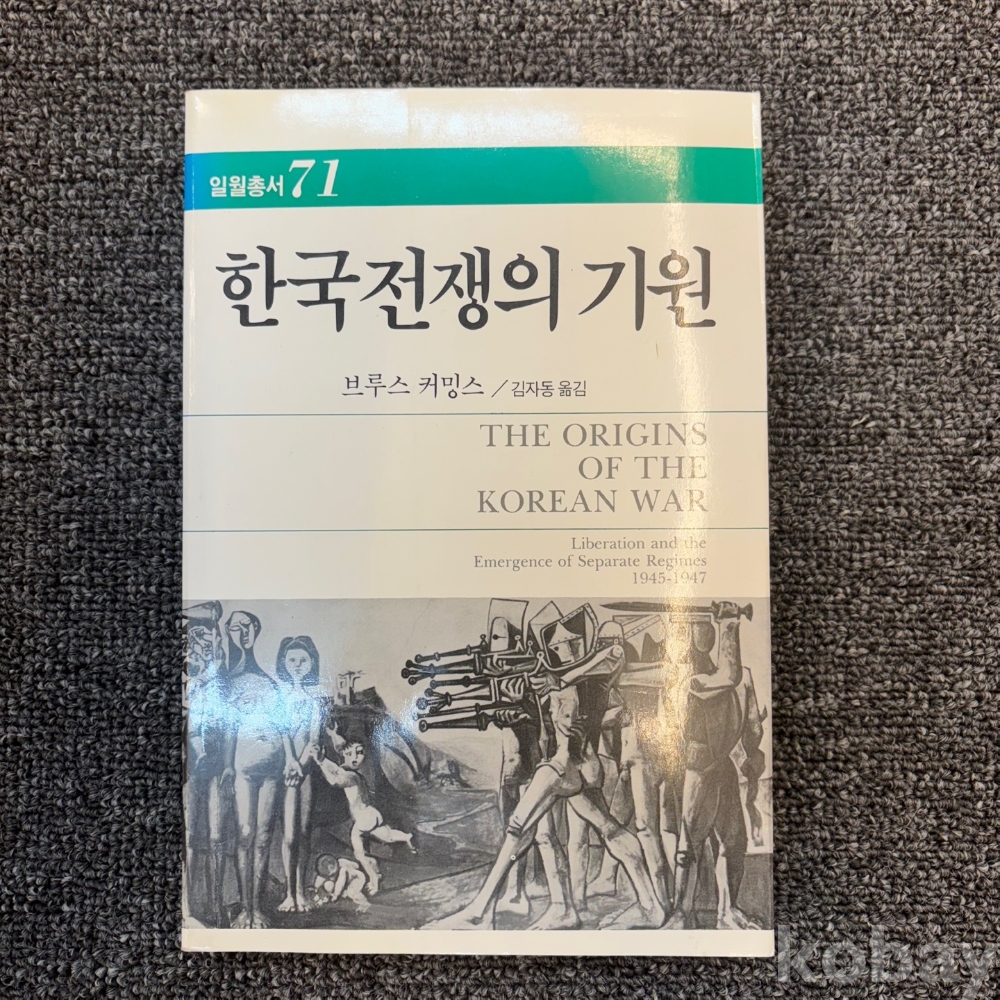 일월총서 71
한국전쟁의 기원
브루스 커밍스 / 김자동 옮김
THE ORIGINS
OF THE
KOREAN WAR
Liberation and the
Emergence of Separate Regimes
1945-1947
kobay